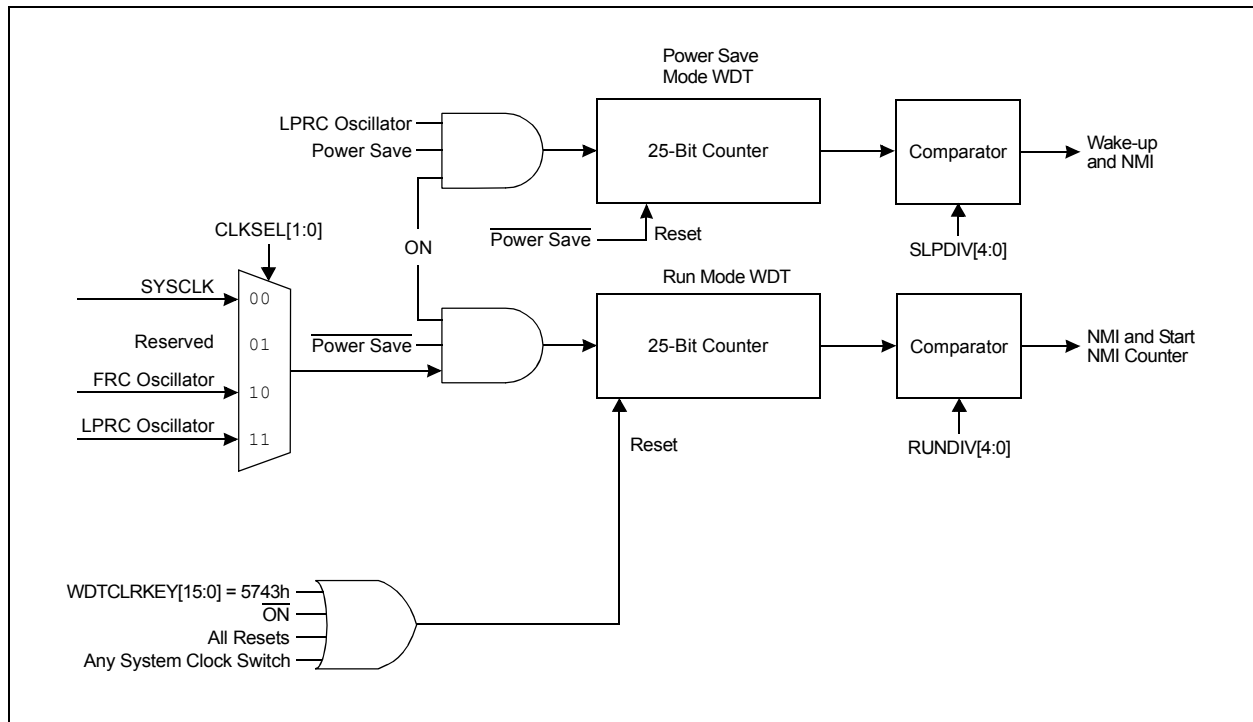 Power Save
Mode WDT
LPRC Oscillator
Power Save
25-Bit Counter
Comparator
Wake-up
and NMI
CLKSEL[1:0]
ON
Power Save
Reset
SLPDIV[4:0]
Run Mode WDT
SYSCLK
00
Reserved
01
Power Save
25-Bit Counter
Comparator
NMI and Start
NMI Counter
FRC Oscillator
10
LPRC Oscillator
11
Reset
RUNDIV[4:0]
WDTCLRKEY[15:0] = 5743h
ON
All Resets
Any System Clock Switch